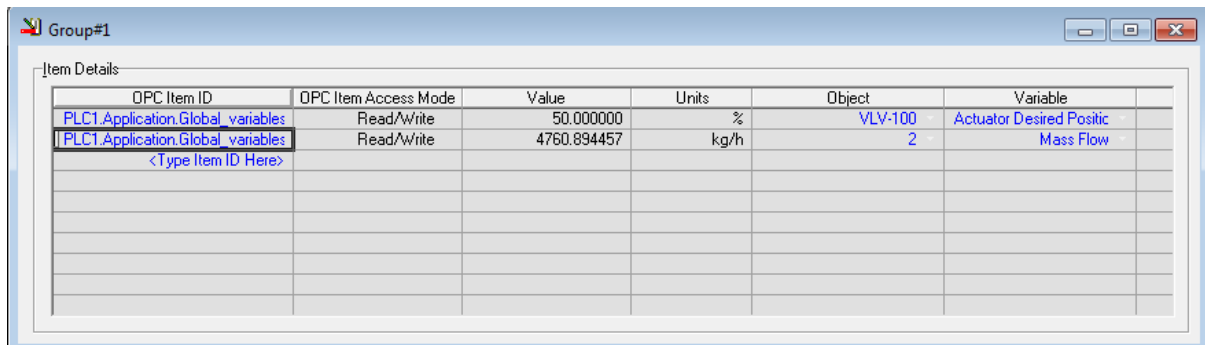 Group#1
Item Details
OPC Item ID OPC Item Access Mode Value Units Object Variable
PLC1.Application.Global_variables Read/Write 50.000000 % VLV-100 Actuator Desired Positic
PLC1.Application.Global_variables Read/Write 4760.894457 kg/h 2 Mass Flow
<Type Item ID Here>